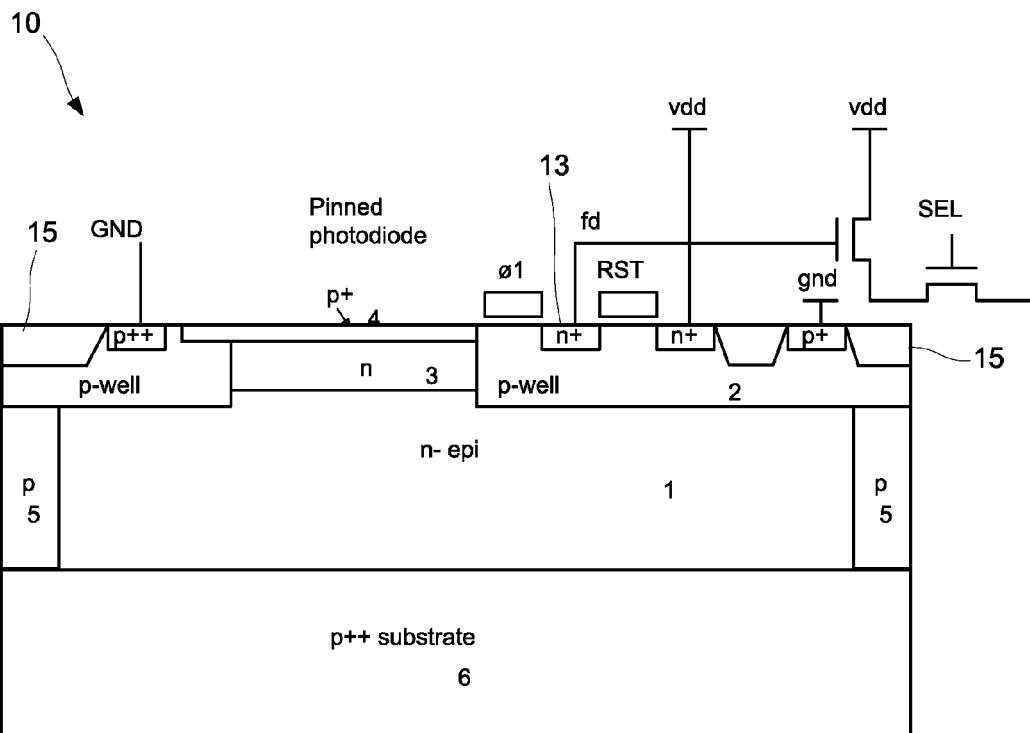 10
vdd
vdd
13
Pinned
photodiode
fd
SEL
15
GND
ø1
RST
gnd
p+
4
p++
n+
n+
p+
15
n
3
p-well
p-well
2
n- epi
p
5
1
p
5
p++ substrate
6